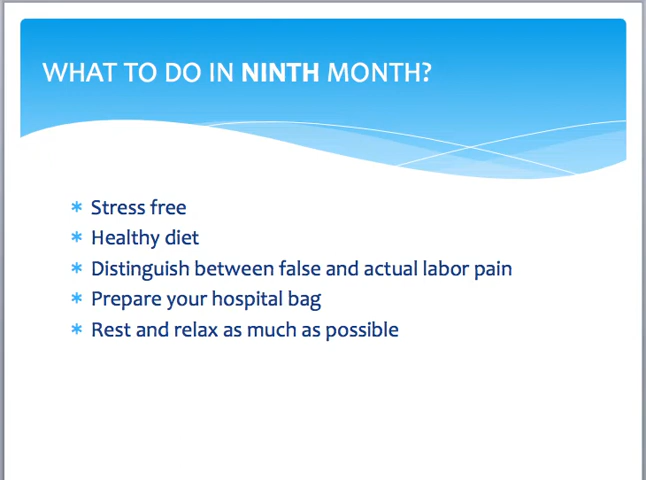 WHAT TO DO IN NINTH MONTH?
* Stress free
* Healthy diet
* Distinguish between false and actual labor pain
* Prepare your hospital bag
* Rest and relax as much as possible